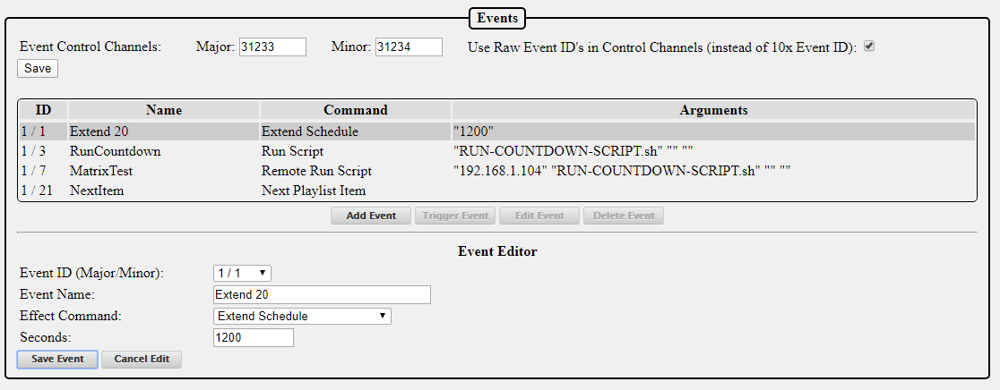 Events
Event Control Channels: Major: 31233 Minor: 31234 Use Raw Event ID's in Control Channels (instead of 10x Event ID):
Save
ID Name Command Arguments
1 / 1 Extend 20 Extend Schedule "1200"
1 / 3 RunCountdown Run Script "RUN-COUNTDOWN-SCRIPT.sh" "" ""
1 / 7 MatrixTest Remote Run Script "192.168.1.104" "RUN-COUNTDOWN-SCRIPT.sh" "" ""
1 / 21 NextItem Next Playlist Item
Add Event Trigger Event Edit Event Delete Event
Event Editor
Event ID (Major/Minor): 1 / 1
Event Name: Extend 20
Effect Command: Extend Schedule
Seconds: 1200
Save Event Cancel Edit